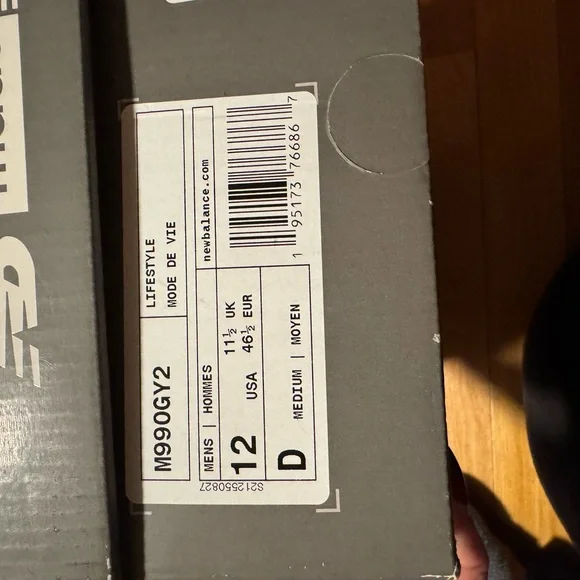 LIFESTYLE
MODE DE VIE
M990GY2
newbalance.com
1 95173 76686 7
MENS | HOMMES
12 USA
11½ UK
46½ EUR
D MEDIUM | MOYEN
S212550827